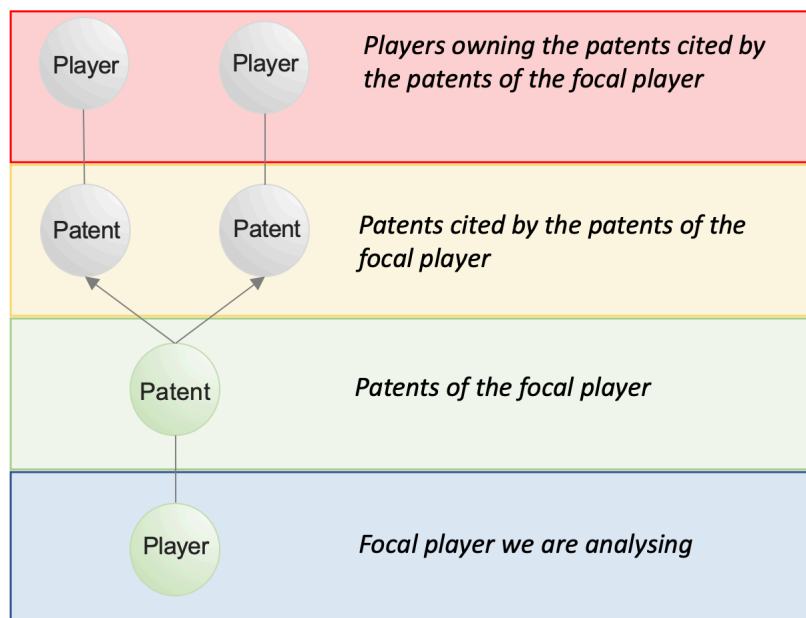 Player
Player
Players owning the patents cited by
the patents of the focal player
Patent
Patent
Patents cited by the patents of the
focal player
Patent
Patents of the focal player
Player
Focal player we are analysing